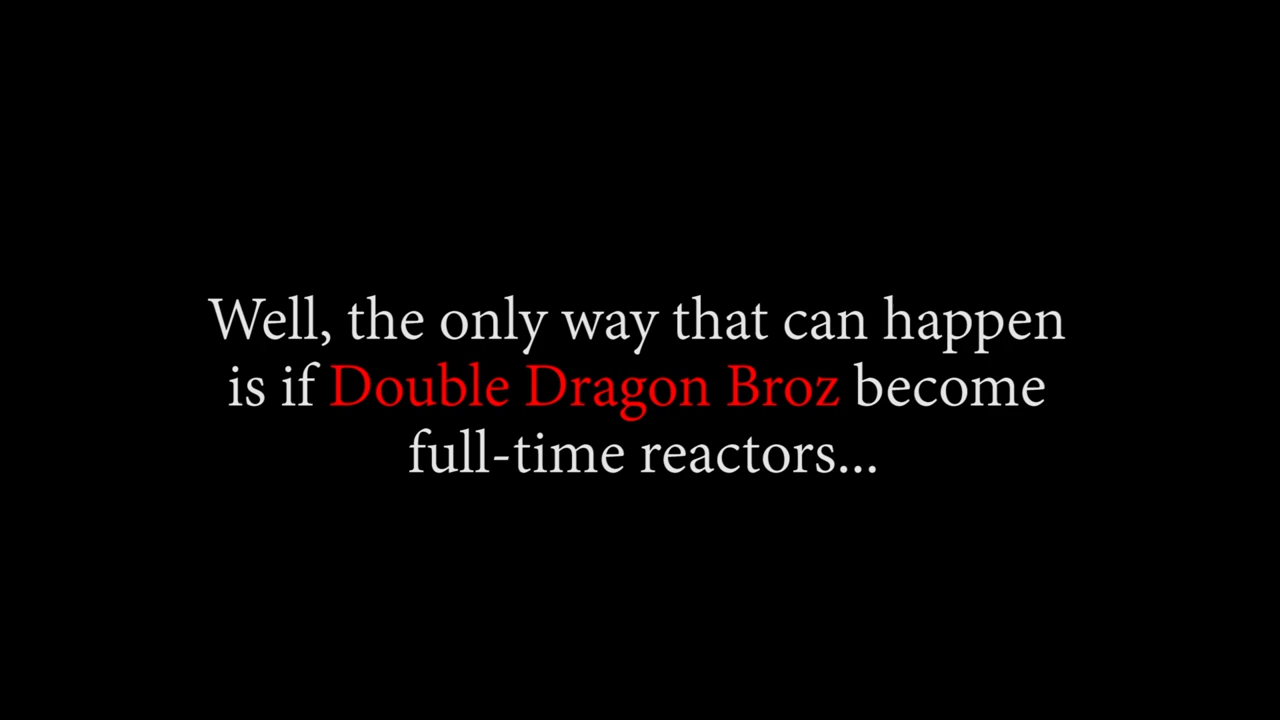 Well, the only way that can happen
is if Double Dragon Broz become
full-time reactors...